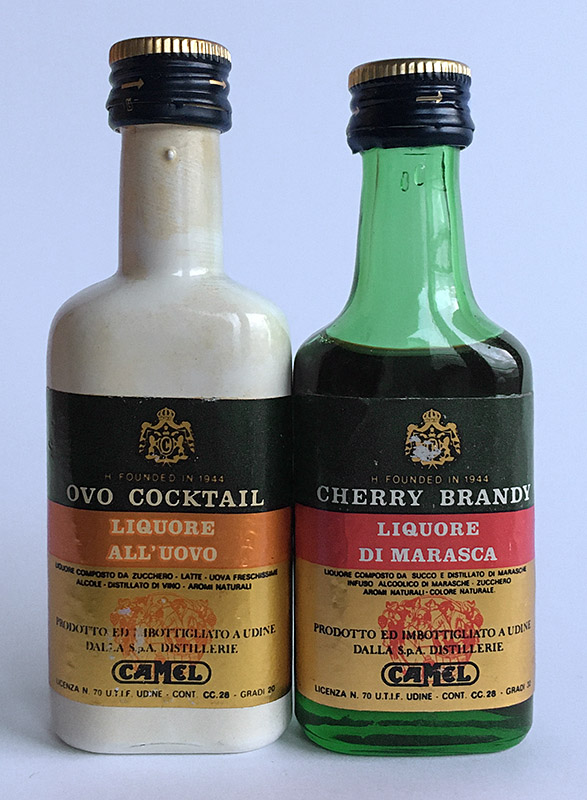 H. FOUNDED IN 1944
OVO COCKTAIL
LIQUORE
ALL'UOVO
LIQUORE COMPOSTO DA ZUCCHERO - LATTE - UOVA FRESCHISSIME
ALCOLE - DISTILLATO DI VINO - AROMI NATURALI
PRODOTTO ED IMBOTTIGLIATO A UDINE
DALLA S.p.A. DISTILLERIE
CAMEL
LICENZA N. 70 U.T.I.F. UDINE - CONT. CC. 28 - GRADI 20
H. FOUNDED IN 1944
CHERRY BRANDY
LIQUORE
DI MARASCA
LIQUORE COMPOSTO DA SUCCO E DISTILLATO DI MARASCHE
INFUSO ALCOOLICO DI MARASCHE - ZUCCHERO
AROMI NATURALI - COLORE NATURALE.
PRODOTTO ED IMBOTTIGLIATO A UDINE
DALLA S.p.A. DISTILLERIE
CAMEL
LICENZA N. 70 U.T.I.F. UDINE - CONT. CC. 28 - GRADI